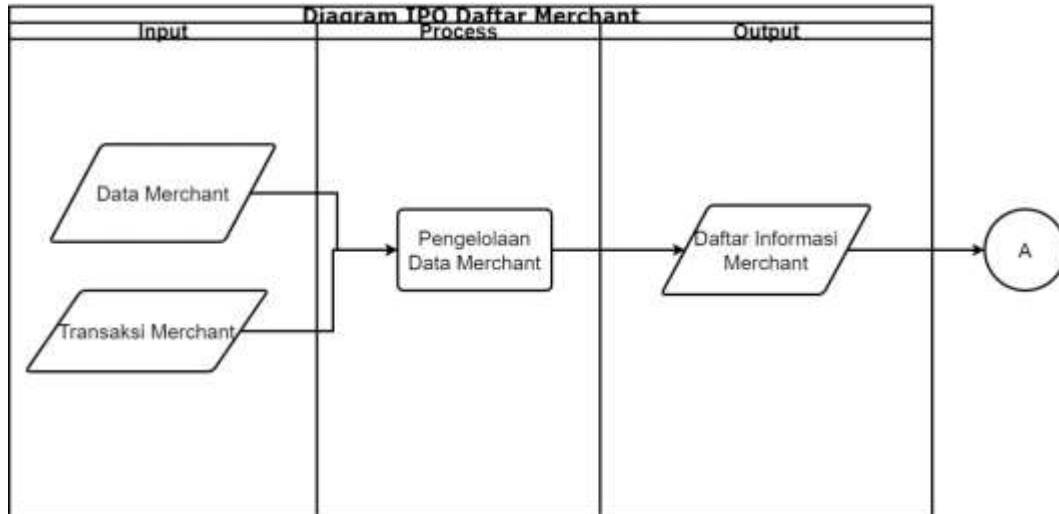 Diagram IPO Daftar Merchant
Input
Process
Output
Data Merchant
Transaksi Merchant
Pengelolaan
Data Merchant
Daftar Informasi
Merchant
A